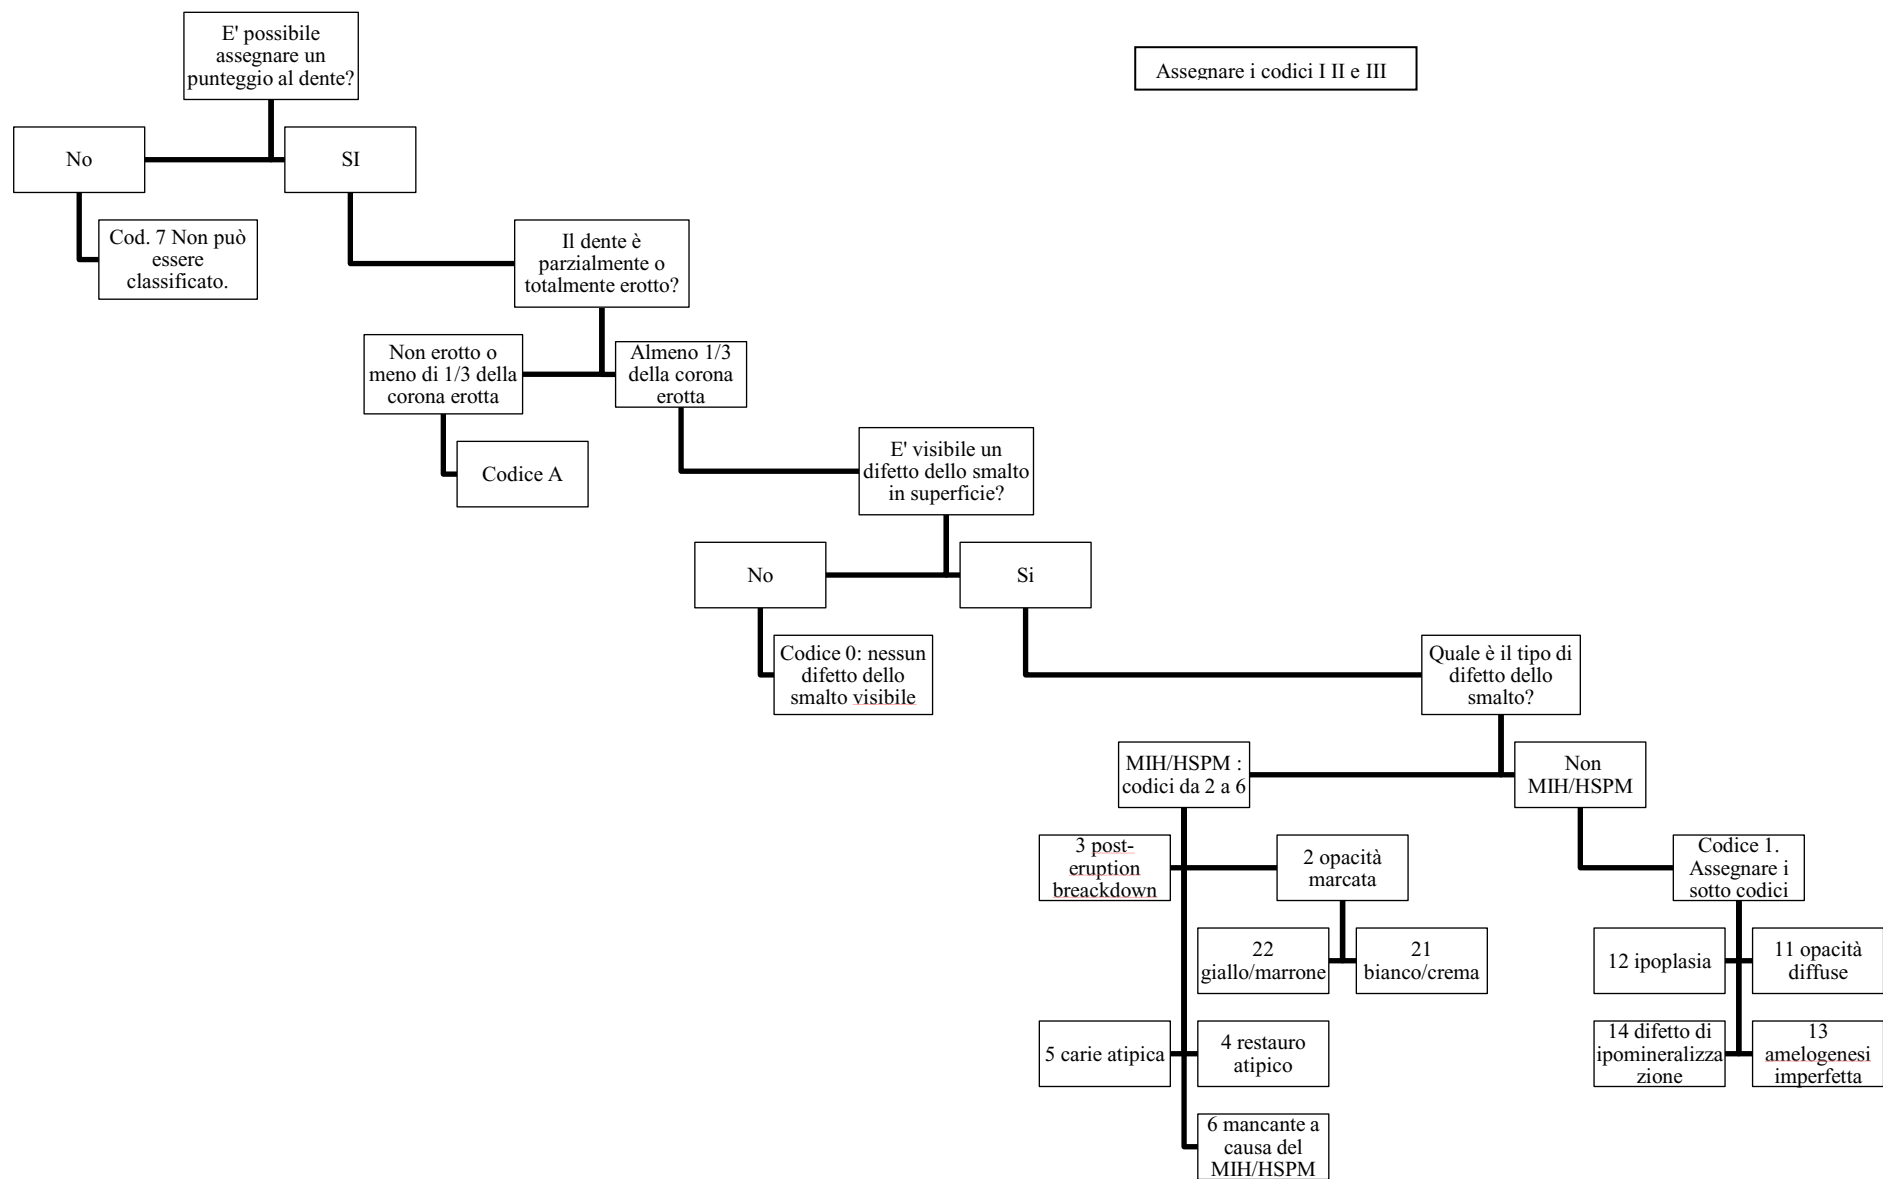 E' possibile
assegnare un
punteggio al dente?
Assegnare i codici I II e III
No
SI
Cod. 7 Non può
essere
classificato.
Il dente è
parzialmente o
totalmente erotto?
Non erotto o
meno di 1/3 della
corona erotta
Almeno 1/3
della corona
erotta
Codice A
E' visibile un
difetto dello smalto
in superficie?
No
Si
Codice 0: nessun
difetto dello
smalto visibile
Quale è il tipo di
difetto dello
smalto?
MIH/HSPM :
codici da 2 a 6
Non
MIH/HSPM
3 post-
eruption
breackdown
2 opacità
marcata
Codice 1.
Assegnare i
sotto codici
22
giallo/marrone
21
bianco/crema
12 ipoplasia
11 opacità
diffuse
5 carie atipica
4 restauro
atipico
14 difetto di
ipomineralizza
zione
13
amelogenesi
imperfetta
6 mancante a
causa del
MIH/HSPM